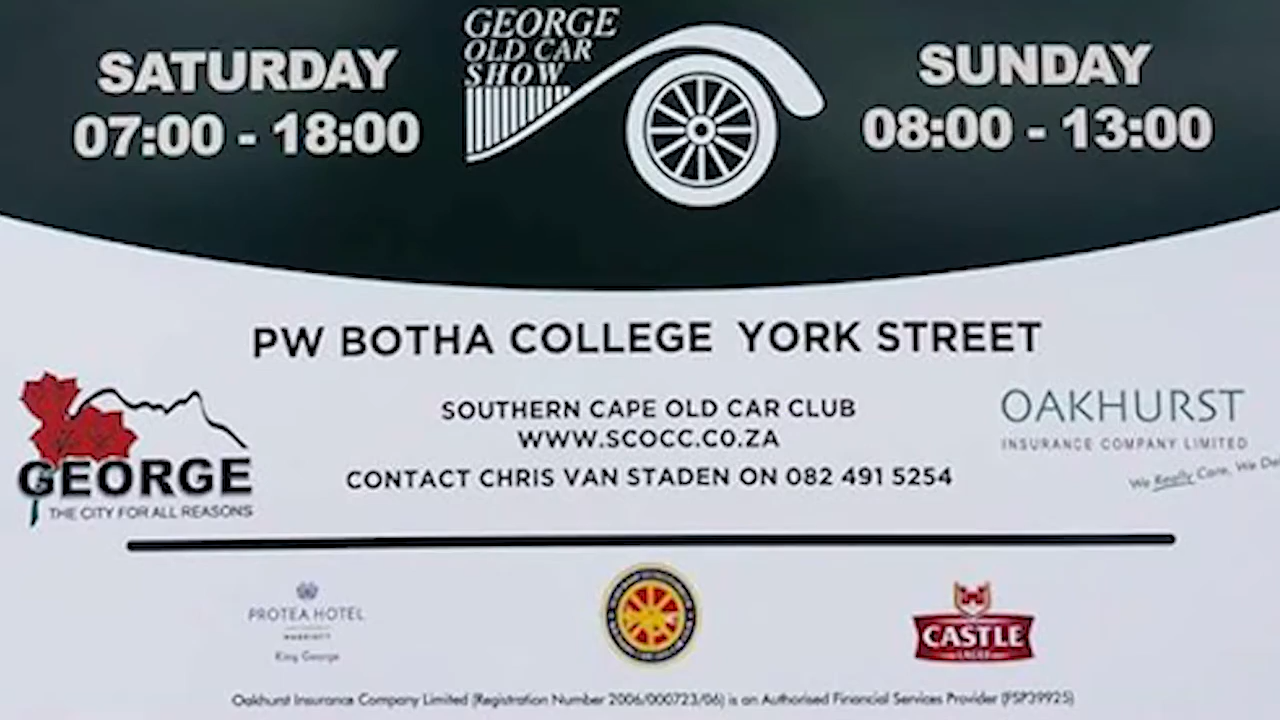 GEORGE
OLD CAR
SHOW
SATURDAY
07:00 - 18:00
SUNDAY
08:00 - 13:00
PW BOTHA COLLEGE YORK STREET
SOUTHERN CAPE OLD CAR CLUB
WWW.SCOCC.CO.ZA
CONTACT CHRIS VAN STADEN ON 082 491 5254
GEORGE
THE CITY FOR ALL REASONS
OAKHURST
INSURANCE COMPANY LIMITED
We Really Care, We
PROTEA HOTEL
MARRIOTT
King George
CASTLE
LAGER
Oakhurst Insurance Company Limited (Registration Number 2006/000723/06) is an Authorised Financial Services Provider (FSP39925)